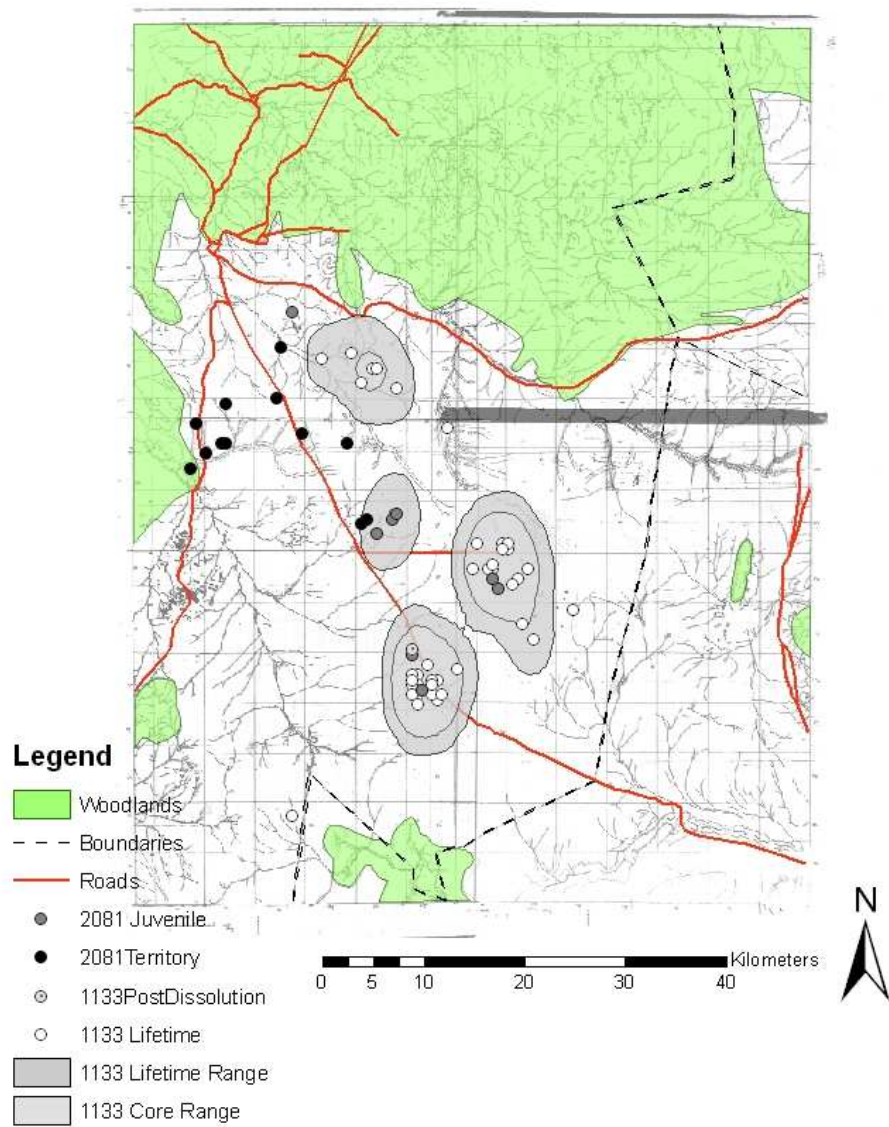 Legend
Woodlands
Boundaries
Roads
2081 Juvenile
2081Territory
1133PostDissolution
1133 Lifetime
1133 Lifetime Range
1133 Core Range
N
Kilometers
0 5 10 20 30 40